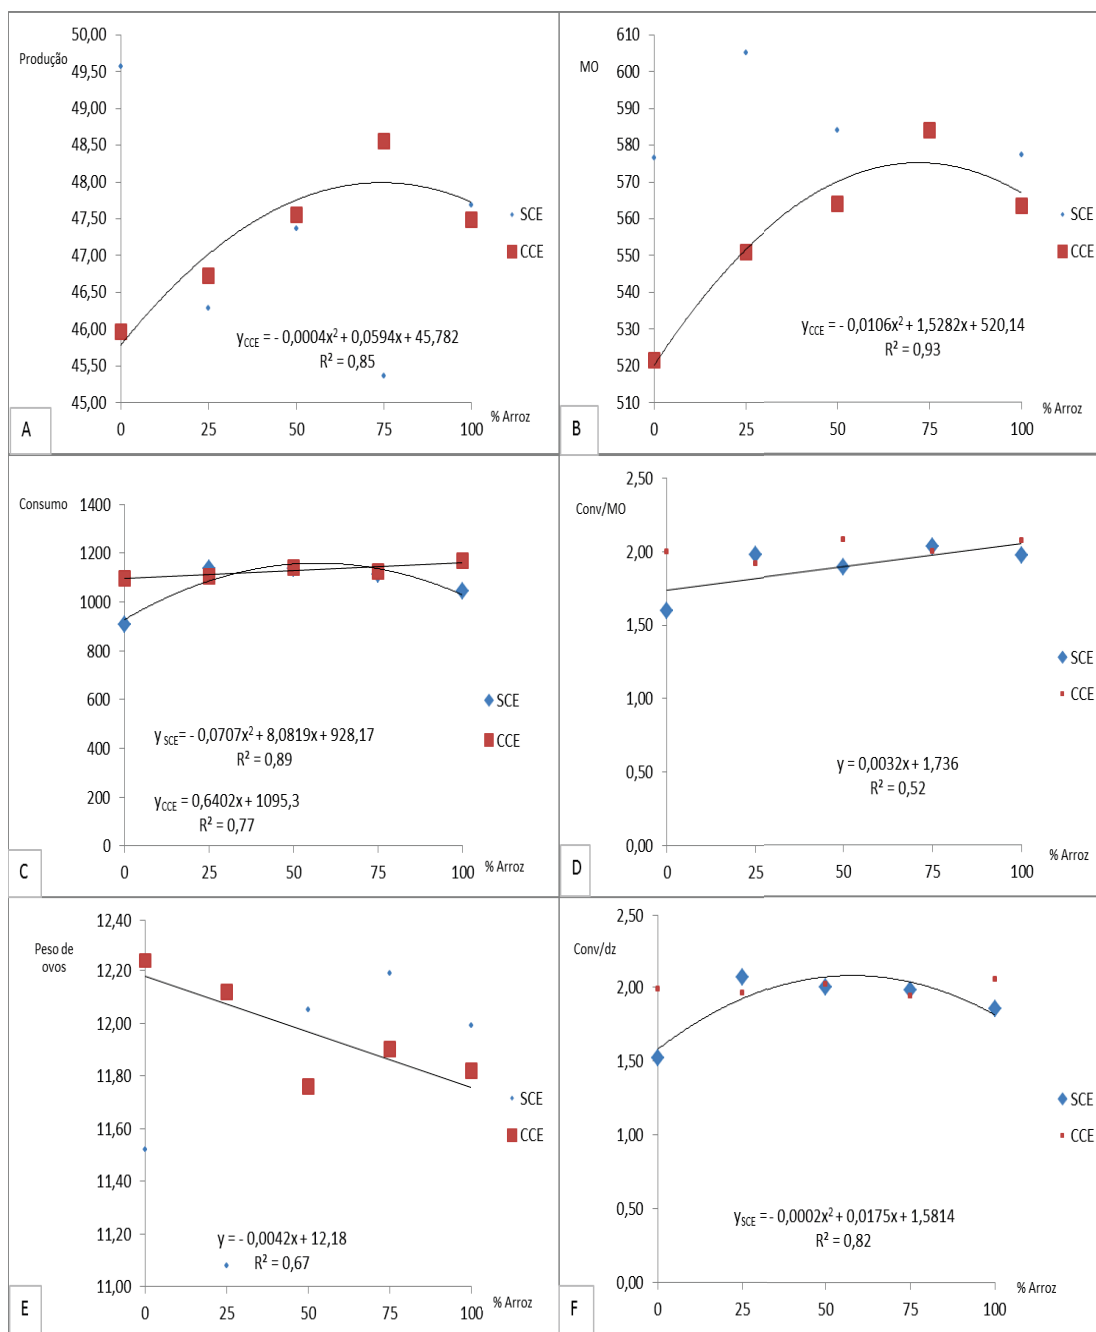 Produção
50,00
49,50
49,00
48,50
48,00
47,50
47,00
46,50
46,00
45,50
45,00
0 25 50 75 100
% Arroz
SCE
CCE
yCCE = - 0,0004x² + 0,0594x + 45,782
R² = 0,85
A
MO
610
600
590
580
570
560
550
540
530
520
510
0 25 50 75 100
% Arroz
SCE
CCE
yCCE = - 0,0106x² + 1,5282x + 520,14
R² = 0,93
B
Consumo
1400
1200
1000
800
600
400
200
0
0 25 50 75 100
% Arroz
SCE
CCE
y SCE= - 0,0707x² + 8,0819x + 928,17
R² = 0,89
yCCE = 0,6402x + 1095,3
R² = 0,77
C
Conv/MO
2,50
2,00
1,50
1,00
0,50
0,00
0 25 50 75 100
% Arroz
SCE
CCE
y = 0,0032x + 1,736
R² = 0,52
D
Peso de
ovos
12,40
12,20
12,00
11,80
11,60
11,40
11,20
11,00
0 25 50 75 100
% Arroz
SCE
CCE
y = - 0,0042x + 12,18
R² = 0,67
E
Conv/dz
2,50
2,00
1,50
1,00
0,50
0,00
0 25 50 75 100
% Arroz
SCE
CCE
ySCE = - 0,0002x² + 0,0175x + 1,5814
R² = 0,82
F